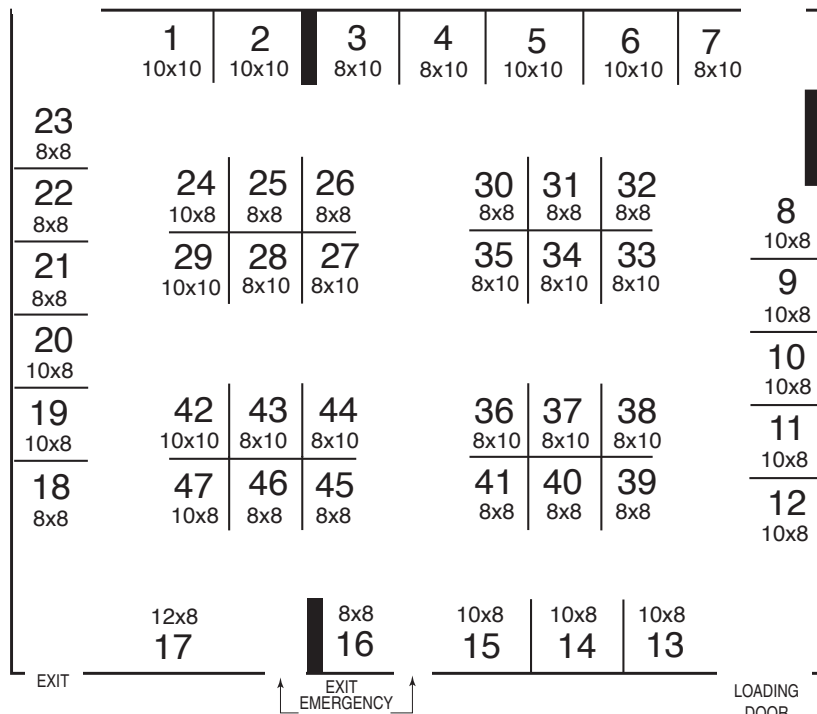 1 2 3 4 5 6 7
10x10 10x10 8x10 8x10 10x10 10x10 8x10
23
8x8
22
8x8
21
8x8
20
10x8
19
10x8
18
8x8
24 25 26
10x8 8x8 8x8
29 28 27
10x10 8x10 8x10
30 31 32
8x8 8x8 8x8
35 34 33
8x10 8x10 8x10
8
10x8
9
10x8
10
10x8
11
10x8
12
10x8
42 43 44
10x10 8x10 8x10
47 46 45
10x8 8x8 8x8
36 37 38
8x10 8x10 8x10
41 40 39
8x8 8x8 8x8
12x8 8x8 10x8 10x8 10x8
17 16 15 14 13
EXIT
EXIT
EMERGENCY
LOADING
DOOR